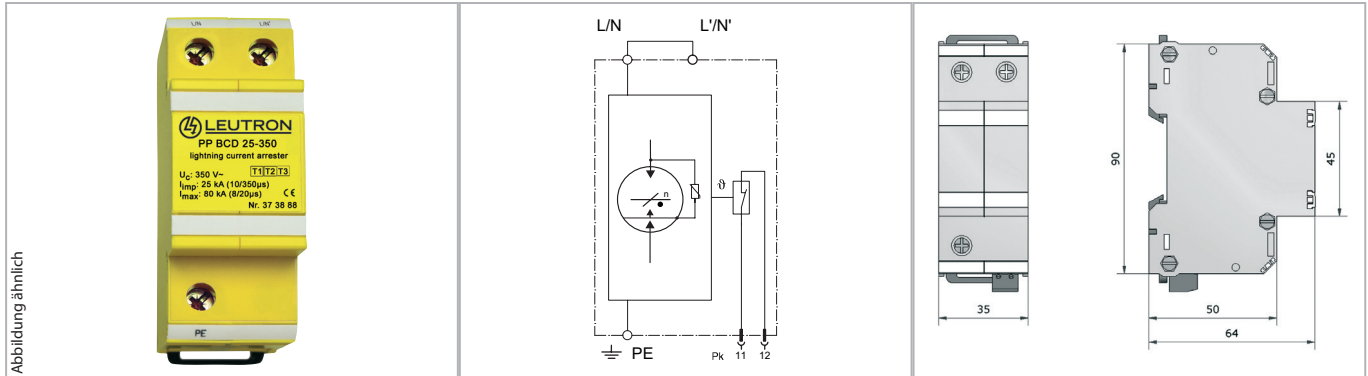 Abbildung ähnlich
L/N
L/N'
LEUTRON
PP BCD 25-350
lightning current arrester
UC: 350 V~ T1 T2 T3
Iimp: 25 kA (10/350µs)
Imax: 80 kA (8/20µs) CE
Nr. 37 38 88
PE
L/N L'/N'
n
ϑ
PE
Pk 11 12
90
45
35
50
64